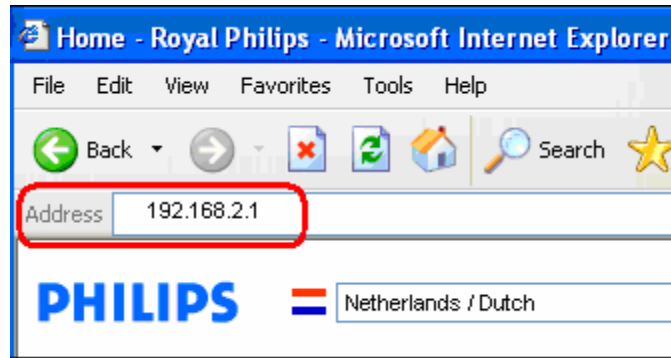 Home - Royal Philips - Microsoft Internet Explorer
File Edit View Favorites Tools Help
Back Search
Address 192.168.2.1
PHILIPS Netherlands / Dutch